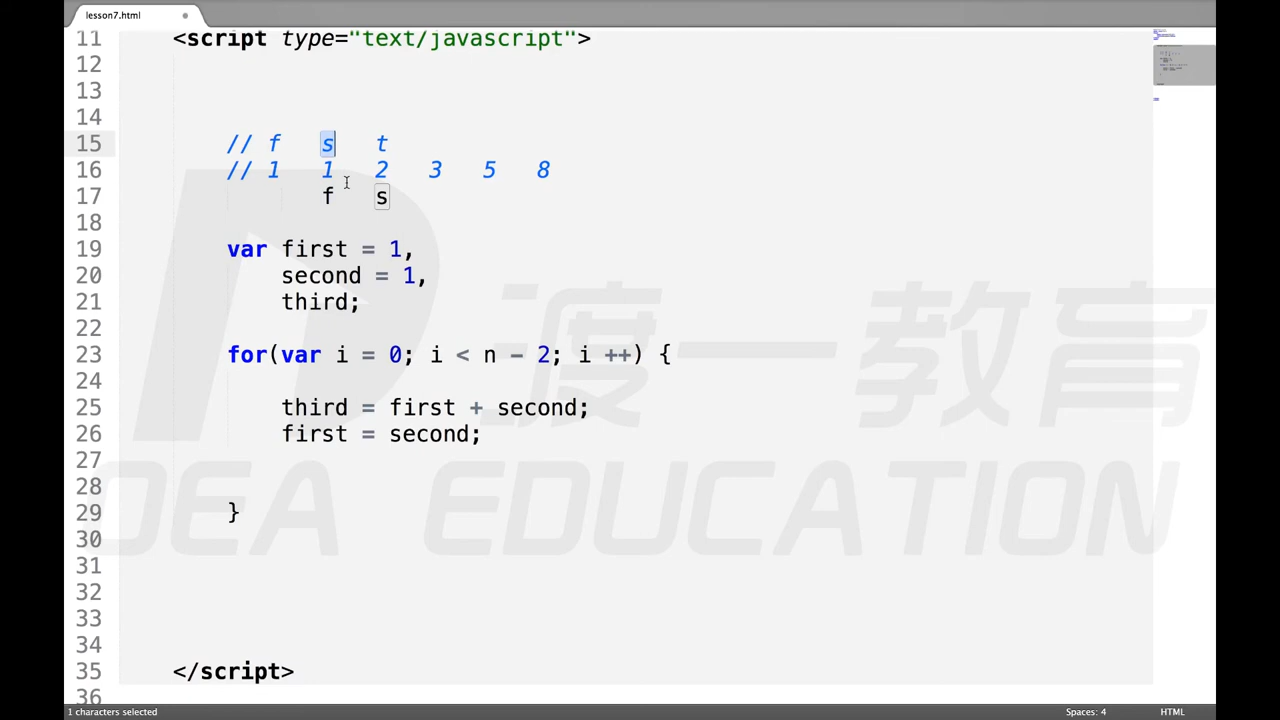 lesson7.html
11 <script type="text/javascript">
12
13
14
15 // f s t
16 // 1 1 2 3 5 8
17 f s
18
19 var first = 1,
20 second = 1,
21 third;
22
23 for(var i = 0; i < n - 2; i ++) {
24
25 third = first + second;
26 first = second;
27
28
29 }
30
31
32
33
34
35 </script>
36
渡一教育
DEA EDUCATION
1 characters selected Spaces: 4 HTML